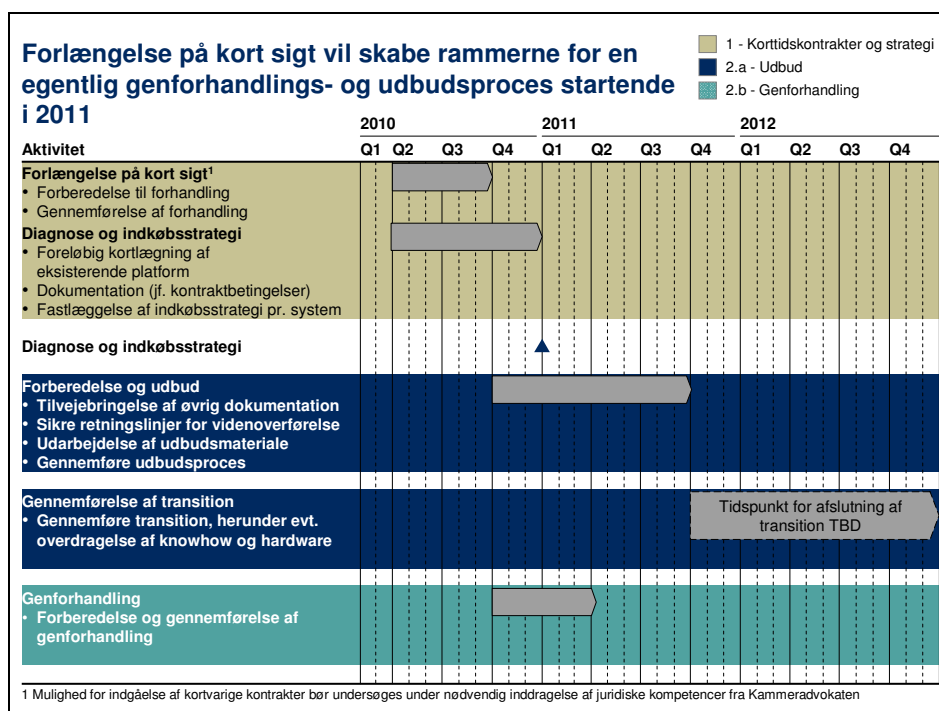 Forlængelse på kort sigt vil skabe rammerne for en
egentlig genforhandlings- og udbudsproces startende
i 2011
1 - Korttidskontrakter og strategi
2.a - Udbud
2.b - Genforhandling
2010 2011 2012
Aktivitet Q1 Q2 Q3 Q4 Q1 Q2 Q3 Q4 Q1 Q2 Q3 Q4
Forlængelse på kort sigt¹
• Forberedelse til forhandling
• Gennemførelse af forhandling
Diagnose og indkøbsstrategi
• Foreløbig kortlægning af
eksisterende platform
• Dokumentation (jf. kontraktbetingelser)
• Fastlæggelse af indkøbsstrategi pr. system
Diagnose og indkøbsstrategi
Forberedelse og udbud
• Tilvejebringelse af øvrig dokumentation
• Sikre retningslinjer for videnoverførelse
• Udarbejdelse af udbudsmateriale
• Gennemføre udbudsproces
Gennemførelse af transition
• Gennemføre transition, herunder evt.
overdragelse af knowhow og hardware
Tidspunkt for afslutning af
transition TBD
Genforhandling
• Forberedelse og gennemførelse af
genforhandling
1 Mulighed for indgåelse af kortvarige kontrakter bør undersøges under nødvendig inddragelse af juridiske kompetencer fra Kammeradvokaten